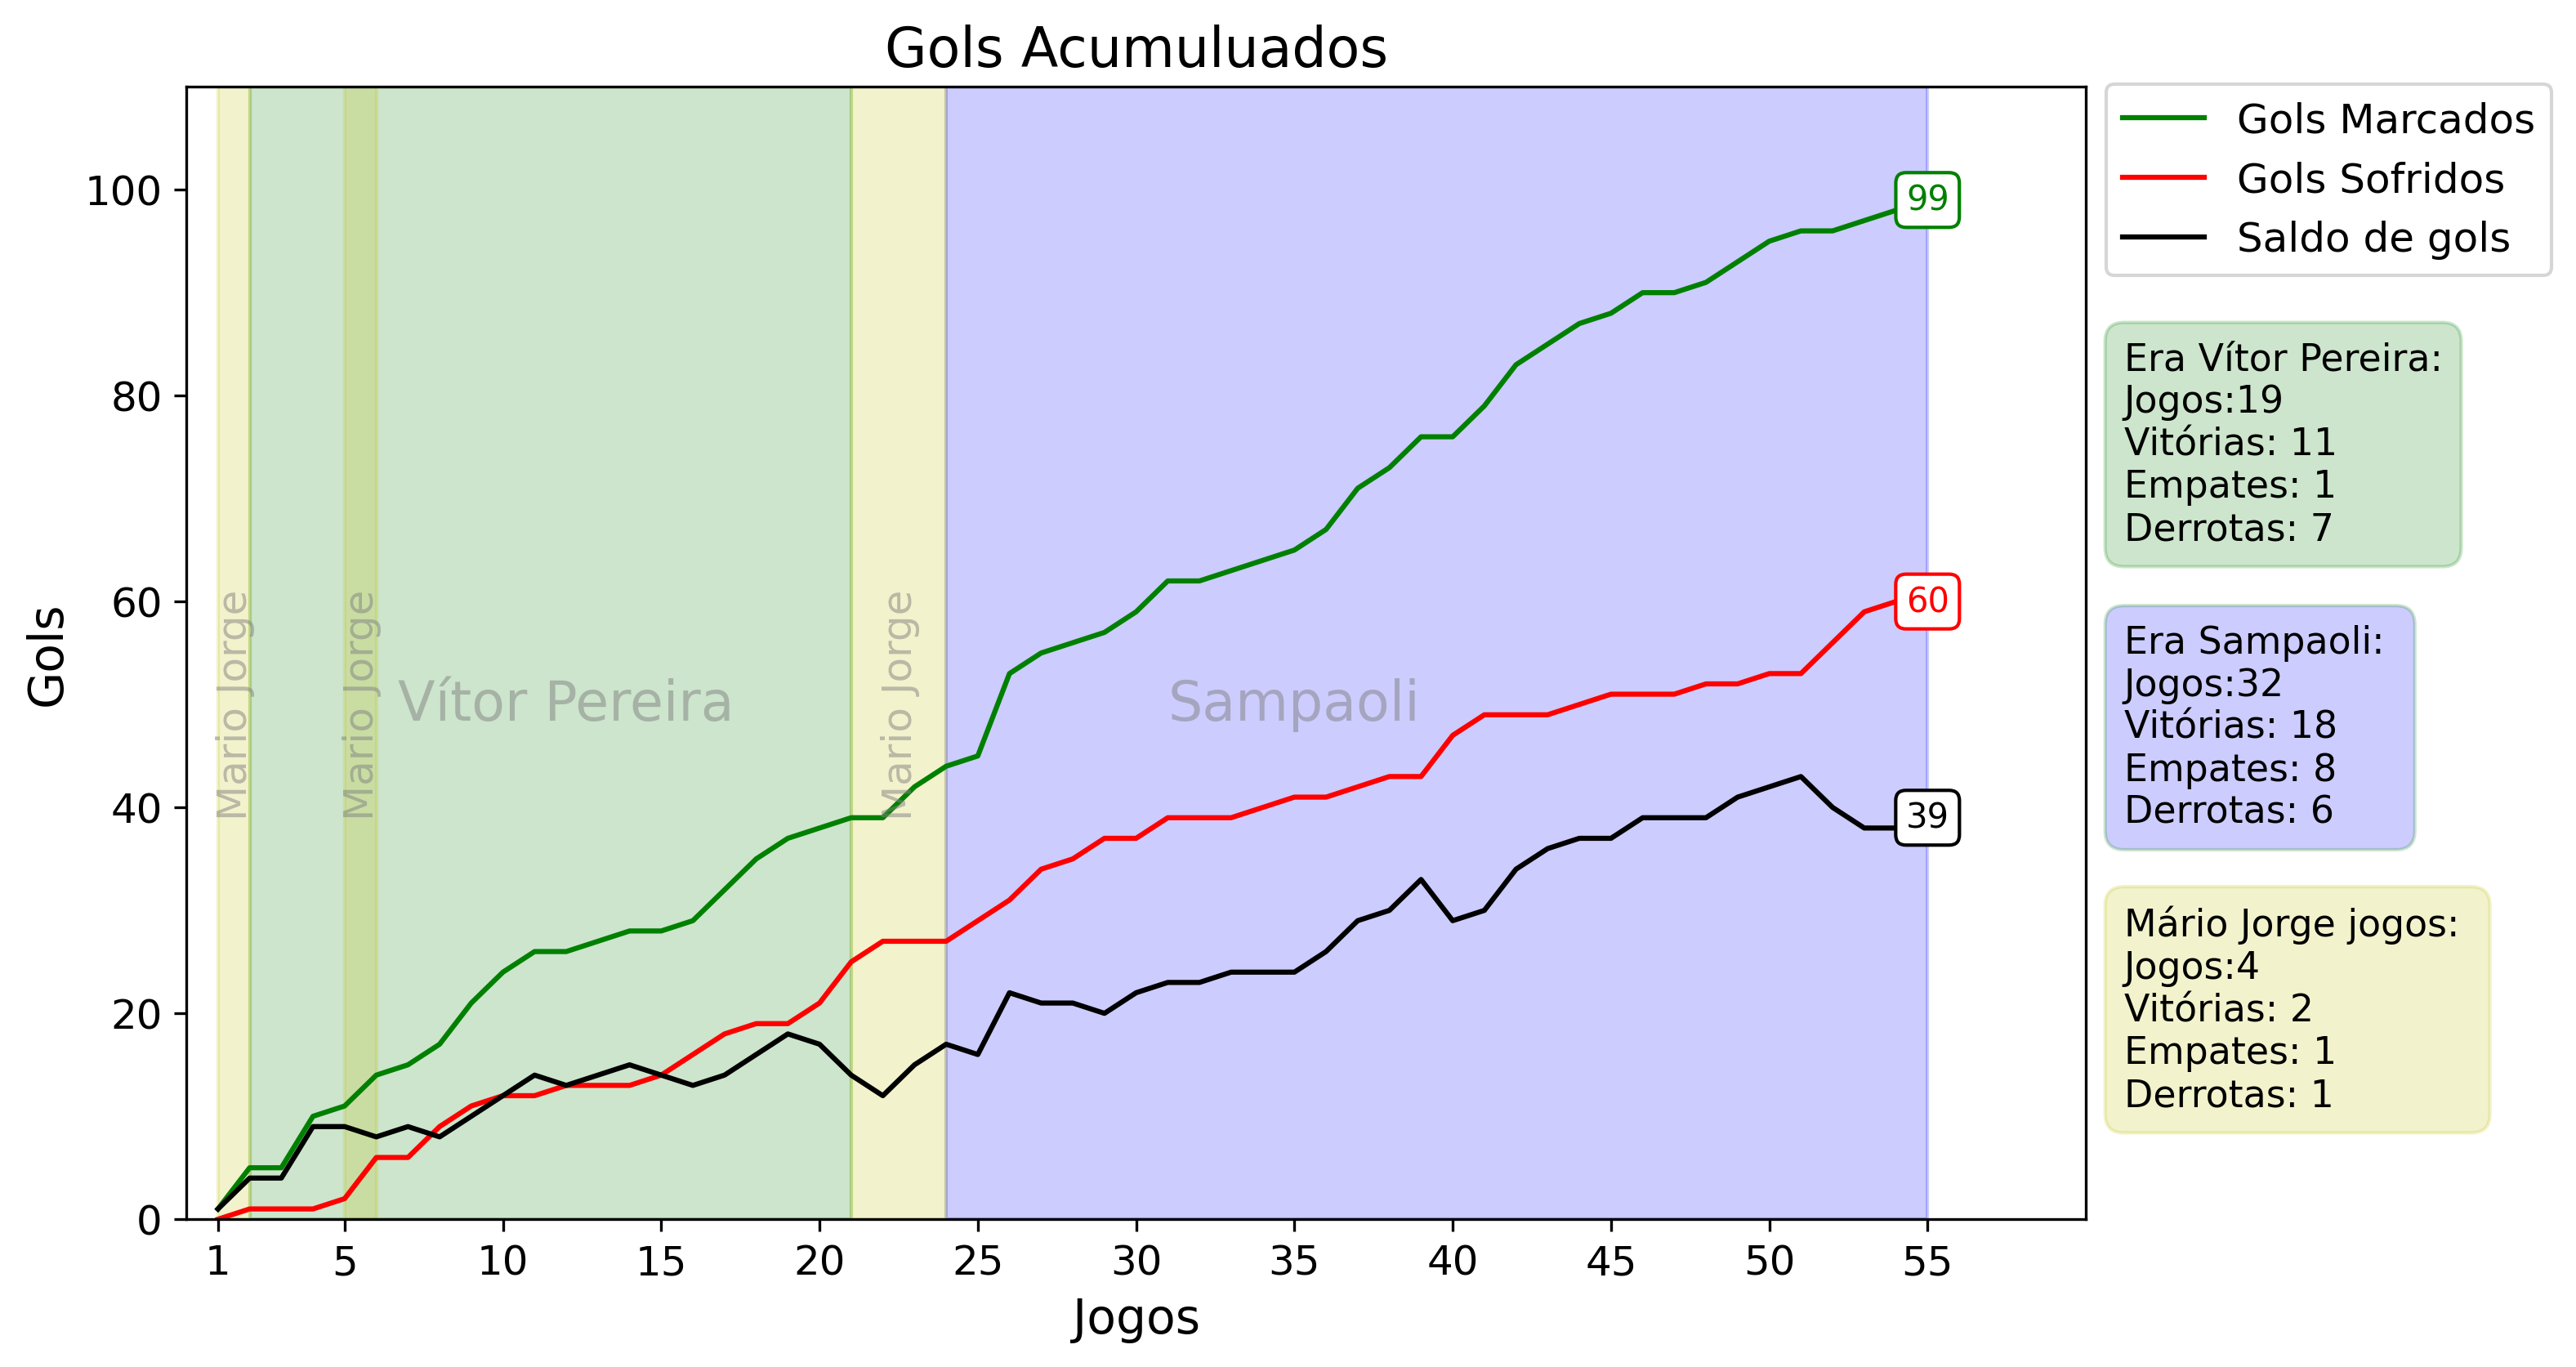 Gols Acumuluados
Gols
100
80
60
40
20
0
Mario Jorge
Mario Jorge
Vítor Pereira
Mario Jorge
Sampaoli
99
60
39
1 5 10 15 20 25 30 35 40 45 50 55
Jogos
Gols Marcados
Gols Sofridos
Saldo de gols
Era Vítor Pereira:
Jogos:19
Vitórias: 11
Empates: 1
Derrotas: 7
Era Sampaoli:
Jogos:32
Vitórias: 18
Empates: 8
Derrotas: 6
Mário Jorge jogos:
Jogos:4
Vitórias: 2
Empates: 1
Derrotas: 1